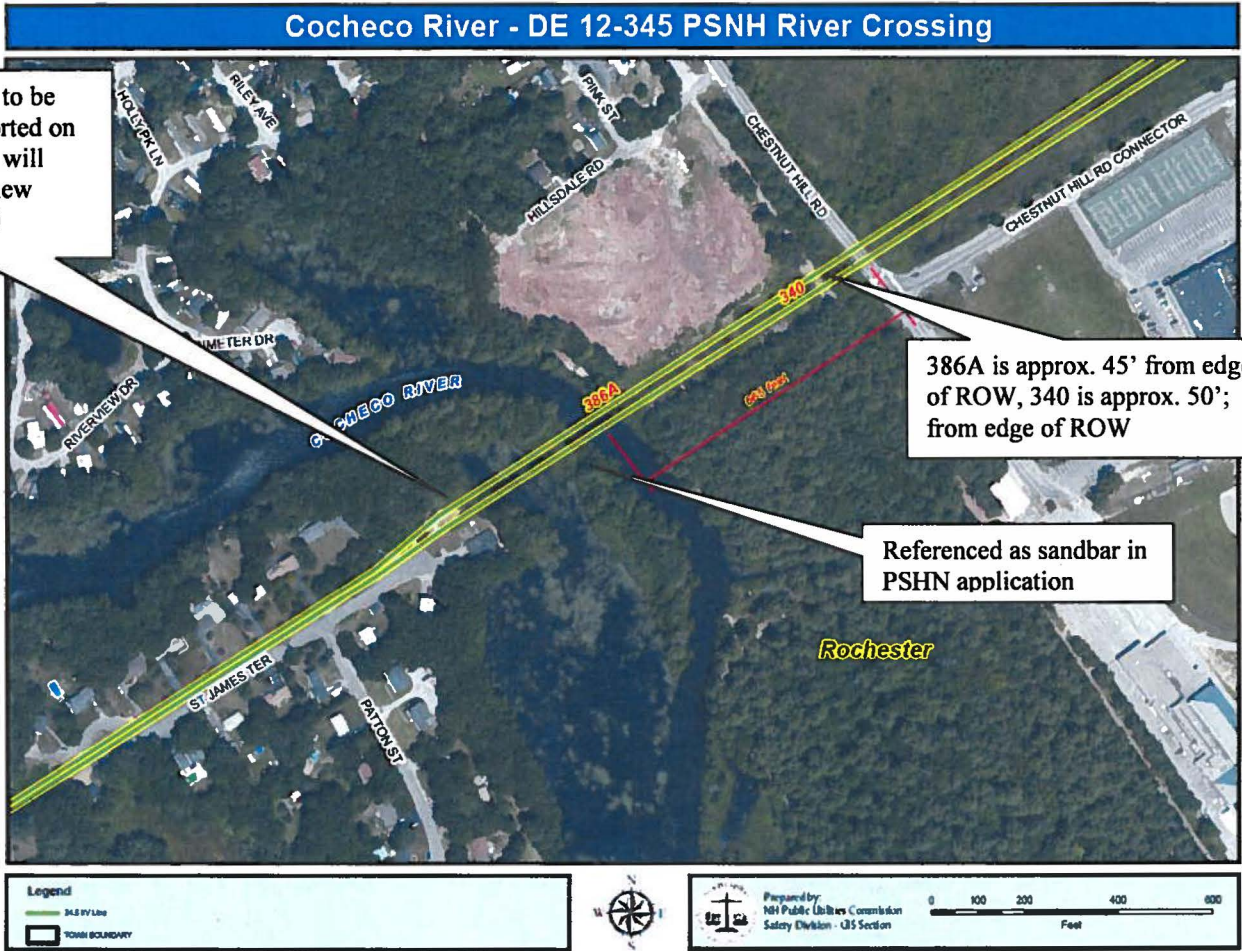 Cocheco River - DE 12-345 PSNH River Crossing
to be
rted on
will
ew
HOLLY PK LN
RILEY AVE
PINK ST
HILLSDALE RD
CHESTNUT HILL RD
CHESTNUT HILL RD CONNECTOR
340
386A
COCHECO RIVER
METER DR
RIVERVIEW DR
386A is approx. 45' from edg
of ROW, 340 is approx. 50';
from edge of ROW
Referenced as sandbar in
PSHN application
Rochester
ST JAMES TER
PATTON ST
Legend
34.5 KV Line
TOWN BOUNDARY
N
W
E
S
Prepared by:
NH Public Utilities Commission
Safety Division - GIS Section
0 100 200 400 600
Feet